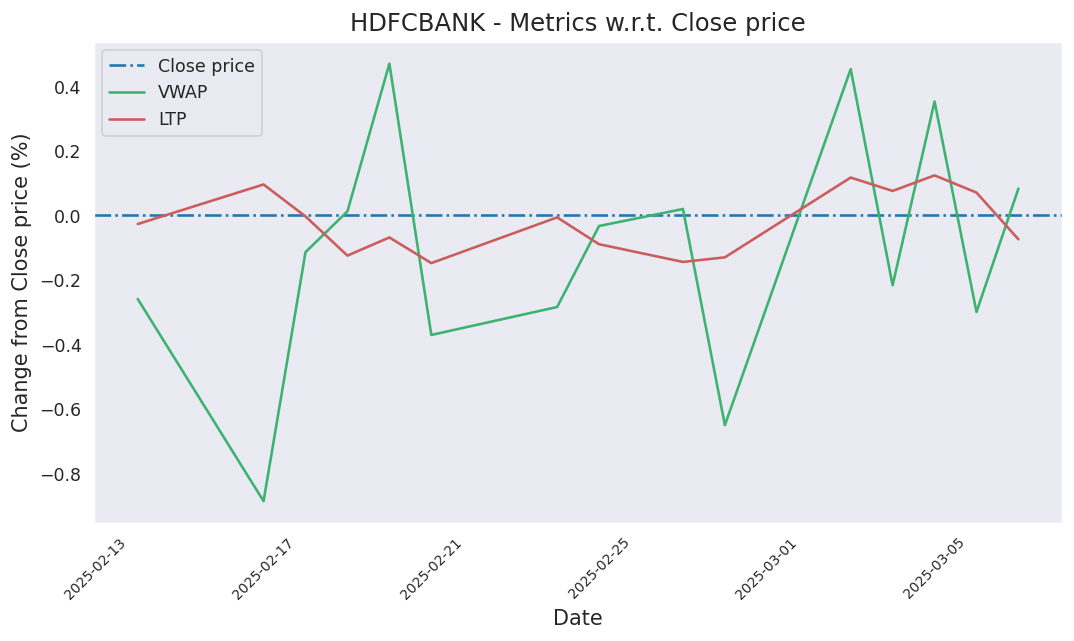 HDFCBANK - Metrics w.r.t. Close price
Close price
VWAP
LTP
Change from Close price (%)
0.4
0.2
0.0
−0.2
−0.4
−0.6
−0.8
2025-02-13
2025-02-17
2025-02-21
2025-02-25
2025-03-01
2025-03-05
Date